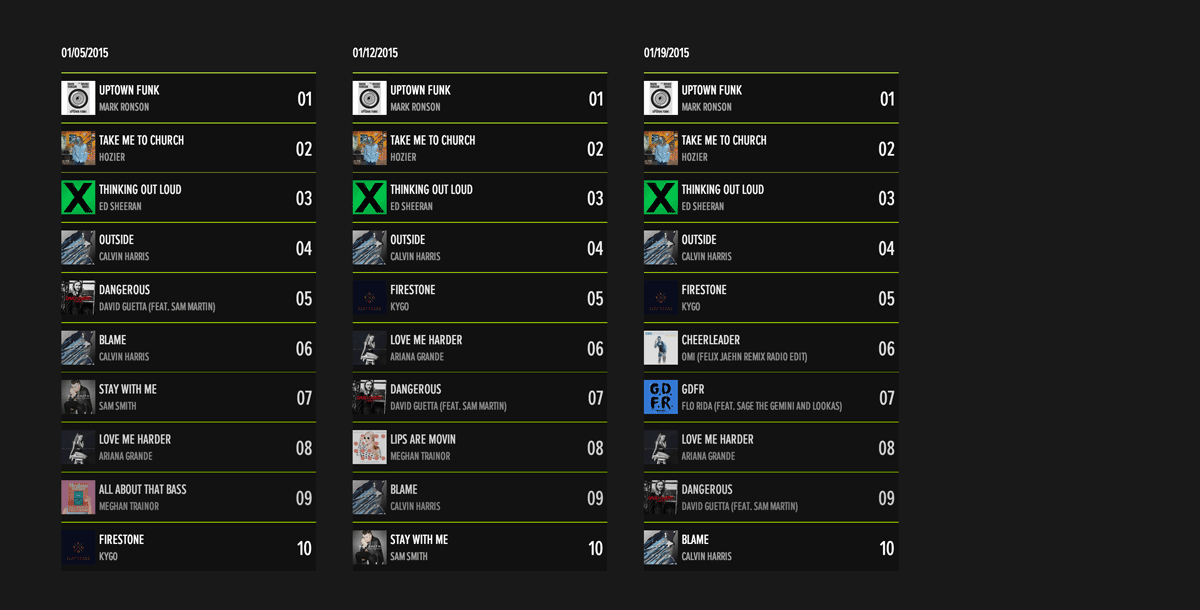 01/05/2015
UPTOWN FUNK
MARK RONSON
01
TAKE ME TO CHURCH
HOZIER
02
THINKING OUT LOUD
ED SHEERAN
03
OUTSIDE
CALVIN HARRIS
04
DANGEROUS
DAVID GUETTA (FEAT. SAM MARTIN)
05
BLAME
CALVIN HARRIS
06
STAY WITH ME
SAM SMITH
07
LOVE ME HARDER
ARIANA GRANDE
08
ALL ABOUT THAT BASS
MEGHAN TRAINOR
09
FIRESTONE
KYGO
10
01/12/2015
UPTOWN FUNK
MARK RONSON
01
TAKE ME TO CHURCH
HOZIER
02
THINKING OUT LOUD
ED SHEERAN
03
OUTSIDE
CALVIN HARRIS
04
FIRESTONE
KYGO
05
LOVE ME HARDER
ARIANA GRANDE
06
DANGEROUS
DAVID GUETTA (FEAT. SAM MARTIN)
07
LIPS ARE MOVIN
MEGHAN TRAINOR
08
BLAME
CALVIN HARRIS
09
STAY WITH ME
SAM SMITH
10
01/19/2015
UPTOWN FUNK
MARK RONSON
01
TAKE ME TO CHURCH
HOZIER
02
THINKING OUT LOUD
ED SHEERAN
03
OUTSIDE
CALVIN HARRIS
04
FIRESTONE
KYGO
05
CHEERLEADER
OMI (FELIX JAEHN REMIX RADIO EDIT)
06
GDFR
FLO RIDA (FEAT. SAGE THE GEMINI AND LOOKAS)
07
LOVE ME HARDER
ARIANA GRANDE
08
DANGEROUS
DAVID GUETTA (FEAT. SAM MARTIN)
09
BLAME
CALVIN HARRIS
10